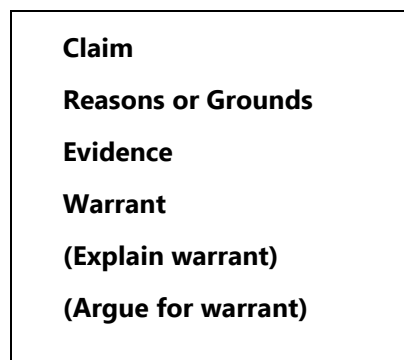 Claim
Reasons or Grounds
Evidence
Warrant
(Explain warrant)
(Argue for warrant)